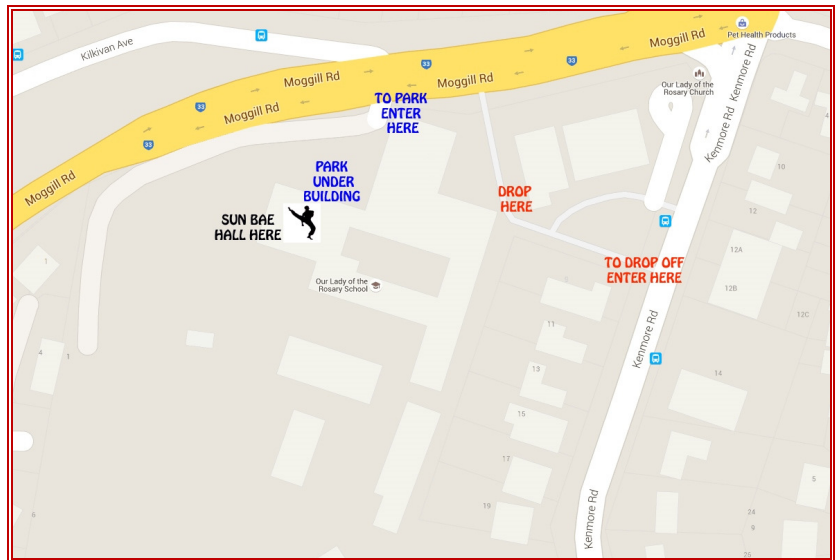 Kilkivan Ave
Pet Health Products
Moggill Rd
33
33
Moggill Rd
Moggill Rd
Our Lady of the
Rosary Church
Kenmore Rd
Kenmore Rd
33
Moggill Rd
33
TO PARK
ENTER
HERE
PARK
UNDER
BUILDING
10
DROP
HERE
12
SUN BAE
HALL HERE
Moggill Rd
12A
TO DROP OFF
ENTER HERE
1
Our Lady of the
Rosary School
12B
12C
11
Kenmore Rd
4
1
13
14
15
17
5
19
6
24
9
Kenmore Rd
26